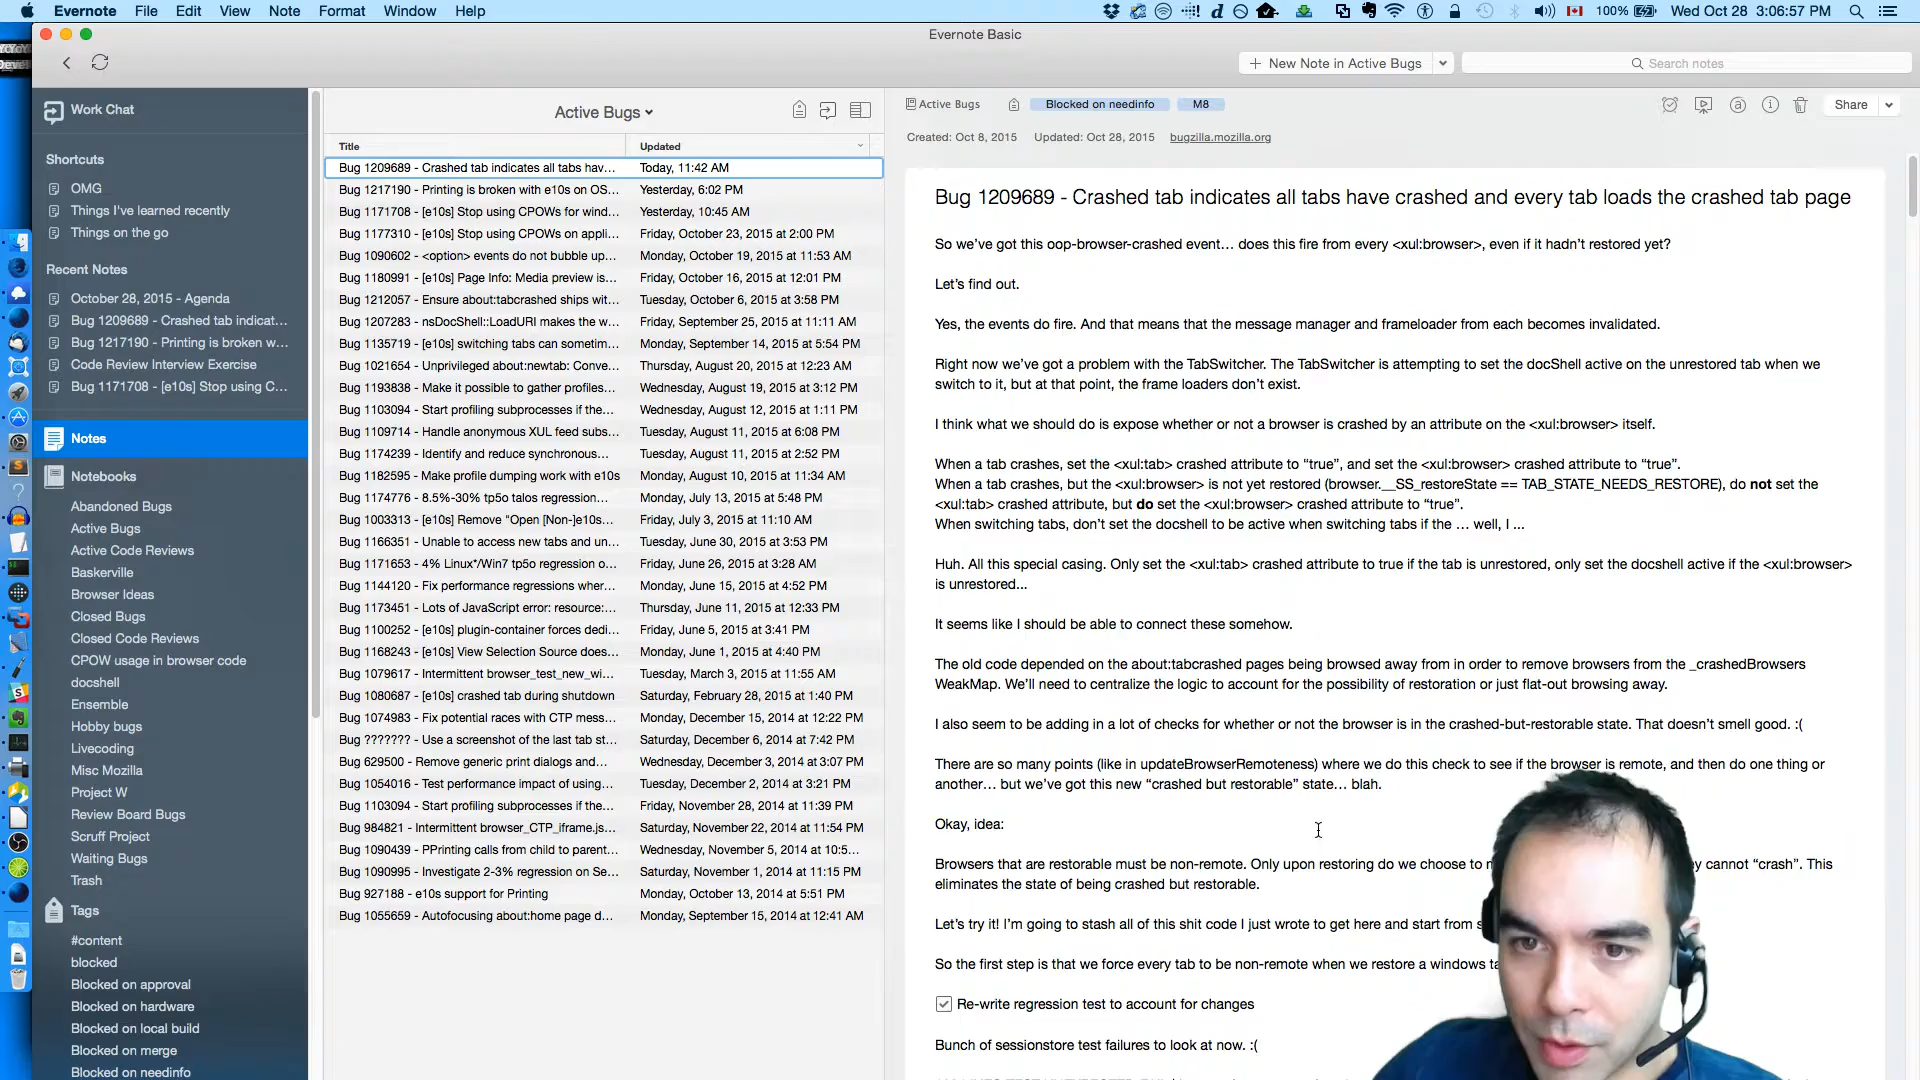 Evernote File Edit View Note Format Window Help
100% Wed Oct 28 3:06:57 PM
Evernote Basic
New Note in Active Bugs
Search notes
Work Chat
Shortcuts
OMG
Things I've learned recently
Things on the go
Recent Notes
October 28, 2015 - Agenda
Bug 1209689 - Crashed tab indicat...
Bug 1217190 - Printing is broken w...
Code Review Interview Exercise
Bug 1171708 - [e10s] Stop using C...
Notes
Notebooks
Abandoned Bugs
Active Bugs
Active Code Reviews
Baskerville
Browser Ideas
Closed Bugs
Closed Code Reviews
CPOW usage in browser code
docshell
Ensemble
Hobby bugs
Livecoding
Misc Mozilla
Project W
Review Board Bugs
Scruff Project
Waiting Bugs
Trash
Tags
#content
blocked
Blocked on approval
Blocked on hardware
Blocked on local build
Blocked on merge
Blocked on needinfo
Active Bugs
Title Updated
Bug 1209689 - Crashed tab indicates all tabs hav... Today, 11:42 AM
Bug 1217190 - Printing is broken with e10s on OS... Yesterday, 6:02 PM
Bug 1171708 - [e10s] Stop using CPOWs for wind... Yesterday, 10:45 AM
Bug 1177310 - [e10s] Stop using CPOWs on appli... Friday, October 23, 2015 at 2:00 PM
Bug 1090602 - <option> events do not bubble up... Monday, October 19, 2015 at 11:53 AM
Bug 1180991 - [e10s] Page Info: Media preview is... Friday, October 16, 2015 at 12:01 PM
Bug 1212057 - Ensure about:tabcrashed ships wit... Tuesday, October 6, 2015 at 3:58 PM
Bug 1207283 - nsDocShell::LoadURI makes the w... Friday, September 25, 2015 at 11:11 AM
Bug 1135719 - [e10s] switching tabs can sometim... Monday, September 14, 2015 at 5:54 PM
Bug 1021654 - Unprivileged about:newtab: Conve... Thursday, August 20, 2015 at 12:23 AM
Bug 1193838 - Make it possible to gather profiles... Wednesday, August 19, 2015 at 3:12 PM
Bug 1103094 - Start profiling subprocesses if the... Wednesday, August 12, 2015 at 1:11 PM
Bug 1109714 - Handle anonymous XUL feed subs... Tuesday, August 11, 2015 at 6:08 PM
Bug 1174239 - Identify and reduce synchronous... Tuesday, August 11, 2015 at 2:52 PM
Bug 1182595 - Make profile dumping work with e10s Monday, August 10, 2015 at 11:34 AM
Bug 1174776 - 8.5%-30% tp5o talos regression... Monday, July 13, 2015 at 5:48 PM
Bug 1003313 - [e10s] Remove "Open [Non-]e10s... Friday, July 3, 2015 at 11:10 AM
Bug 1166351 - Unable to access new tabs and un... Tuesday, June 30, 2015 at 3:53 PM
Bug 1171653 - 4% Linux*/Win7 tp5o regression o... Friday, June 26, 2015 at 3:28 AM
Bug 1144120 - Fix performance regressions wher... Monday, June 15, 2015 at 4:52 PM
Bug 1173451 - Lots of JavaScript error: resource:... Thursday, June 11, 2015 at 12:33 PM
Bug 1100252 - [e10s] plugin-container forces dedi... Friday, June 5, 2015 at 3:41 PM
Bug 1168243 - [e10s] View Selection Source does... Monday, June 1, 2015 at 4:40 PM
Bug 1079617 - Intermittent browser_test_new_wi... Tuesday, March 3, 2015 at 11:55 AM
Bug 1080687 - [e10s] crashed tab during shutdown Saturday, February 28, 2015 at 1:40 PM
Bug 1074983 - Fix potential races with CTP mess... Monday, December 15, 2014 at 12:22 PM
Bug ??????? - Use a screenshot of the last tab st... Saturday, December 6, 2014 at 7:42 PM
Bug 629500 - Remove generic print dialogs and... Wednesday, December 3, 2014 at 3:07 PM
Bug 1054016 - Test performance impact of using... Tuesday, December 2, 2014 at 3:21 PM
Bug 1103094 - Start profiling subprocesses if the... Friday, November 28, 2014 at 11:39 PM
Bug 984821 - Intermittent browser_CTP_iframe.js... Saturday, November 22, 2014 at 11:54 PM
Bug 1090439 - PPrinting calls from child to parent... Wednesday, November 5, 2014 at 10:5...
Bug 1090995 - Investigate 2-3% regression on Se... Saturday, November 1, 2014 at 11:15 PM
Bug 927188 - e10s support for Printing Monday, October 13, 2014 at 5:51 PM
Bug 1055659 - Autofocusing about:home page d... Monday, September 15, 2014 at 12:41 AM
Active Bugs Blocked on needinfo M8 Share
Created: Oct 8, 2015 Updated: Oct 28, 2015 bugzilla.mozilla.org
Bug 1209689 - Crashed tab indicates all tabs have crashed and every tab loads the crashed tab page
So we've got this oop-browser-crashed event... does this fire from every <xul:browser>, even if it hadn't restored yet?
Let's find out.
Yes, the events do fire. And that means that the message manager and frameloader from each becomes invalidated.
Right now we've got a problem with the TabSwitcher. The TabSwitcher is attempting to set the docShell active on the unrestored tab when we
switch to it, but at that point, the frame loaders don't exist.
I think what we should do is expose whether or not a browser is crashed by an attribute on the <xul:browser> itself.
When a tab crashes, set the <xul:tab> crashed attribute to "true", and set the <xul:browser> crashed attribute to "true".
When a tab crashes, but the <xul:browser> is not yet restored (browser.__SS_restoreState == TAB_STATE_NEEDS_RESTORE), do not set the
<xul:tab> crashed attribute, but do set the <xul:browser> crashed attribute to "true".
When switching tabs, don't set the docshell to be active when switching tabs if the ... well, I ...
Huh. All this special casing. Only set the <xul:tab> crashed attribute to true if the tab is unrestored, only set the docshell active if the <xul:browser>
is unrestored...
It seems like I should be able to connect these somehow.
The old code depended on the about:tabcrashed pages being browsed away from in order to remove browsers from the _crashedBrowsers
WeakMap. We'll need to centralize the logic to account for the possibility of restoration or just flat-out browsing away.
I also seem to be adding in a lot of checks for whether or not the browser is in the crashed-but-restorable state. That doesn't smell good. :(
There are so many points (like in updateBrowserRemoteness) where we do this check to see if the browser is remote, and then do one thing or
another... but we've got this new "crashed but restorable" state... blah.
Okay, idea:
Browsers that are restorable must be non-remote. Only upon restoring do we choose to cannot "crash". This
eliminates the state of being crashed but restorable.
Let's try it! I'm going to stash all of this shit code I just wrote to get here and start from
So the first step is that we force every tab to be non-remote when we restore a windows
Re-write regression test to account for changes
Bunch of sessionstore test failures to look at now. :(